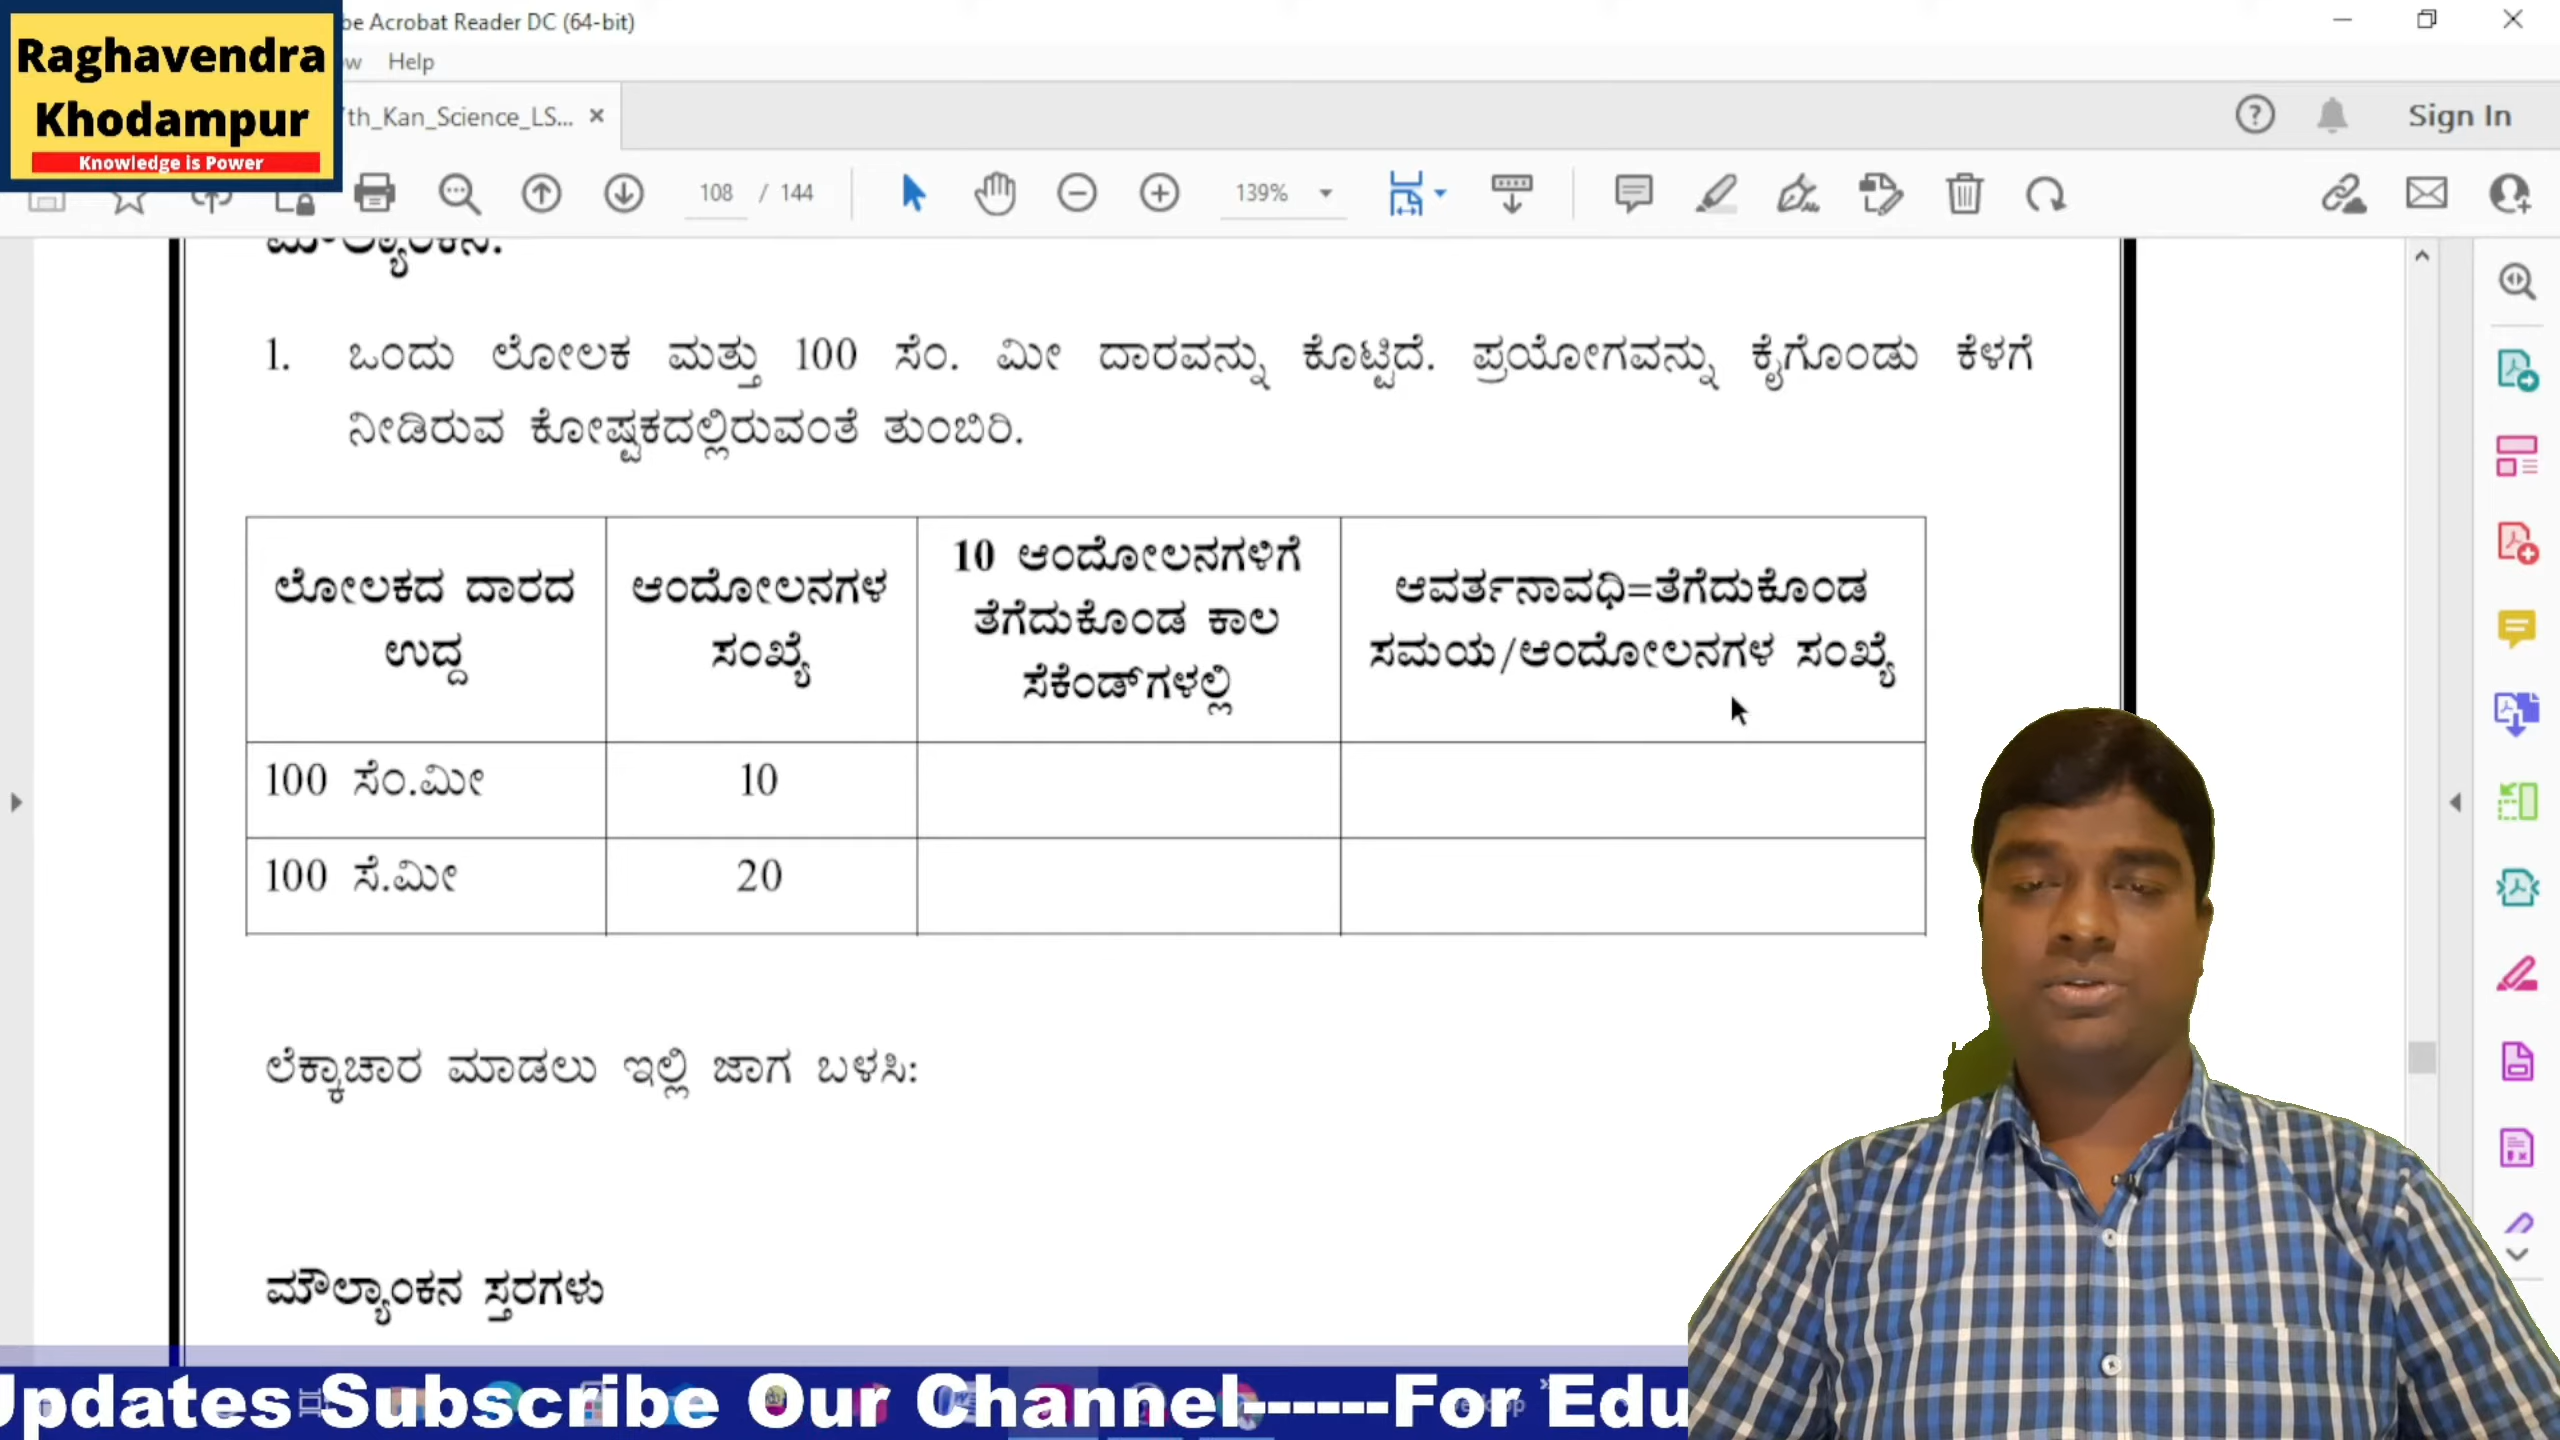 Raghavendra
Khodampur
Knowledge is Power
be Acrobat Reader DC (64-bit)
Help
7th_Kan_Science_LS...
Sign In
108 / 144
139%
ಮೌಲ್ಯಾಂಕನ:
1. ಒಂದು ಲೋಲಕ ಮತ್ತು 100 ಸೆಂ. ಮೀ ದಾರವನ್ನು ಕೊಟ್ಟಿದೆ. ಪ್ರಯೋಗವನ್ನು ಕೈಗೊಂಡು ಕೆಳಗೆ
ನೀಡಿರುವ ಕೋಷ್ಟಕದಲ್ಲಿರುವಂತೆ ತುಂಬಿರಿ.
ಲೋಲಕದ ದಾರದ
ಉದ್ದ
ಆಂದೋಲನಗಳ
ಸಂಖ್ಯೆ
10 ಆಂದೋಲನಗಳಿಗೆ
ತೆಗೆದುಕೊಂಡ ಕಾಲ
ಸೆಕೆಂಡ್‌ಗಳಲ್ಲಿ
ಆವರ್ತನಾವಧಿ=ತೆಗೆದುಕೊಂಡ
ಸಮಯ/ಆಂದೋಲನಗಳ ಸಂಖ್ಯೆ
100 ಸೆಂ.ಮೀ 10
100 ಸೆ.ಮೀ 20
ಲೆಕ್ಕಾಚಾರ ಮಾಡಲು ಇಲ್ಲಿ ಜಾಗ ಬಳಸಿ:
ಮೌಲ್ಯಾಂಕನ ಸ್ತರಗಳು
Updates Subscribe Our Channel------For Edu